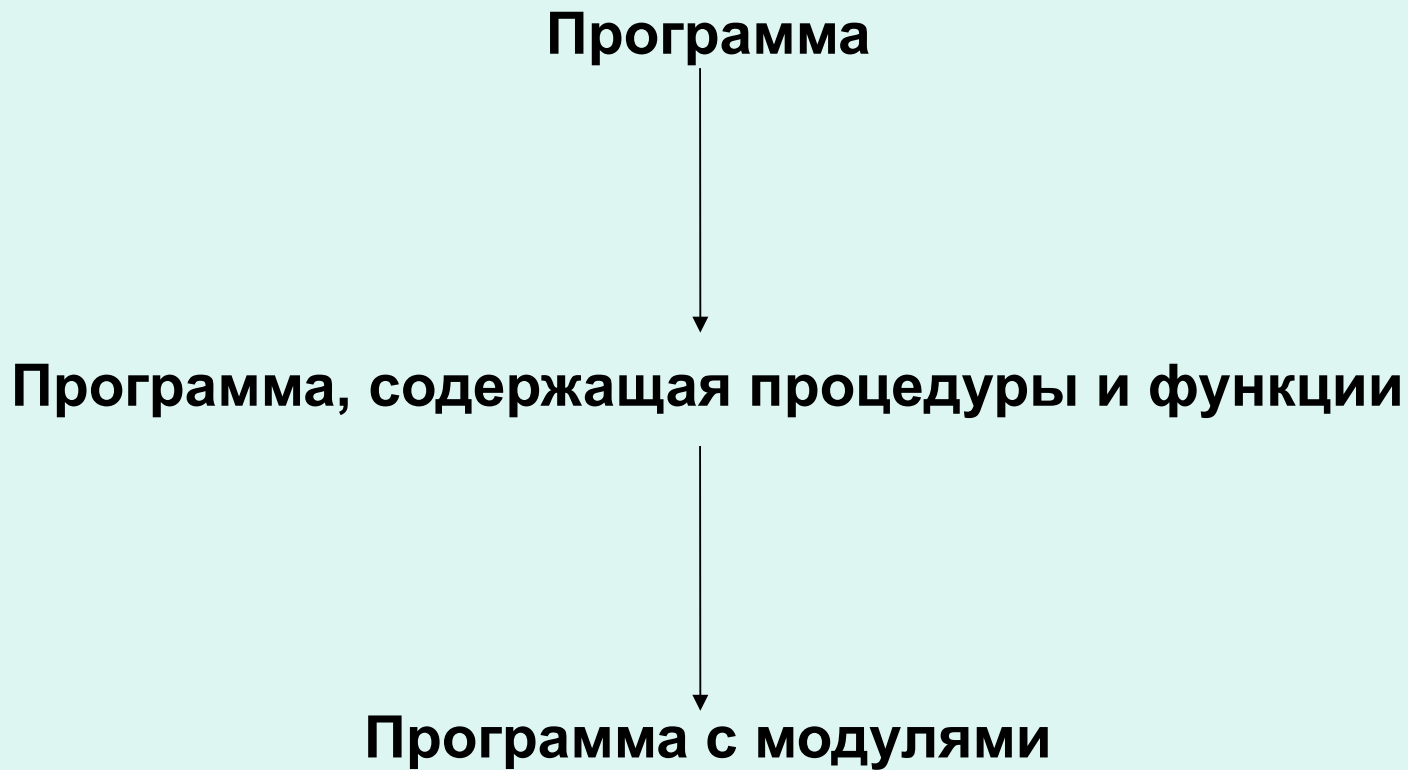 Программа
Программа, содержащая процедуры и функции
Программа с модулями